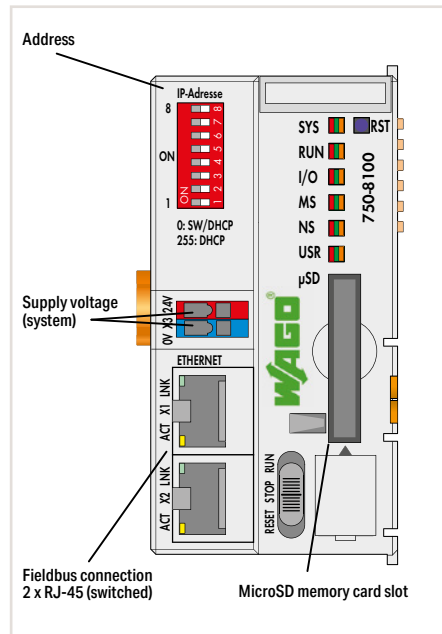 Address
IP-Adresse
8
ON
1
ON
1 2 3 4 5 6 7 8
0: SW/DHCP
255: DHCP
SYS
RST
RUN
I/O
MS
NS
USR
µSD
750-8100
Supply voltage
(system)
0V X3 24V
WAGO
ETHERNET
ACT X1 LNK
ACT X2 LNK
RESET STOP RUN
Fieldbus connection
2 x RJ-45 (switched)
MicroSD memory card slot